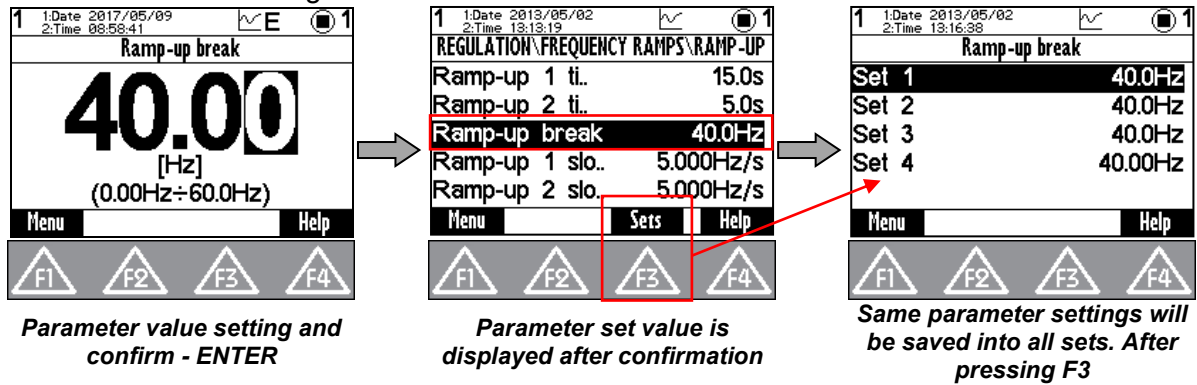 1 1:Date 2017/05/09 E 1
2:Time 08:58:41
Ramp-up break
40.00
[Hz]
(0.00Hz÷60.0Hz)
Menu Help
F1 F2 F3 F4
Parameter value setting and
confirm - ENTER
1 1:Date 2013/05/02 1
2:Time 13:13:19
REGULATION\FREQUENCY RAMPS\RAMP-UP
Ramp-up 1 ti.. 15.0s
Ramp-up 2 ti.. 5.0s
Ramp-up break 40.0Hz
Ramp-up 1 slo.. 5.000Hz/s
Ramp-up 2 slo.. 5.000Hz/s
Menu Sets Help
F1 F2 F3 F4
Parameter set value is
displayed after confirmation
1 1:Date 2013/05/02 1
2:Time 13:16:38
Ramp-up break
Set 1 40.0Hz
Set 2 40.0Hz
Set 3 40.0Hz
Set 4 40.00Hz
Menu Help
F1 F2 F3 F4
Same parameter settings will
be saved into all sets. After
pressing F3